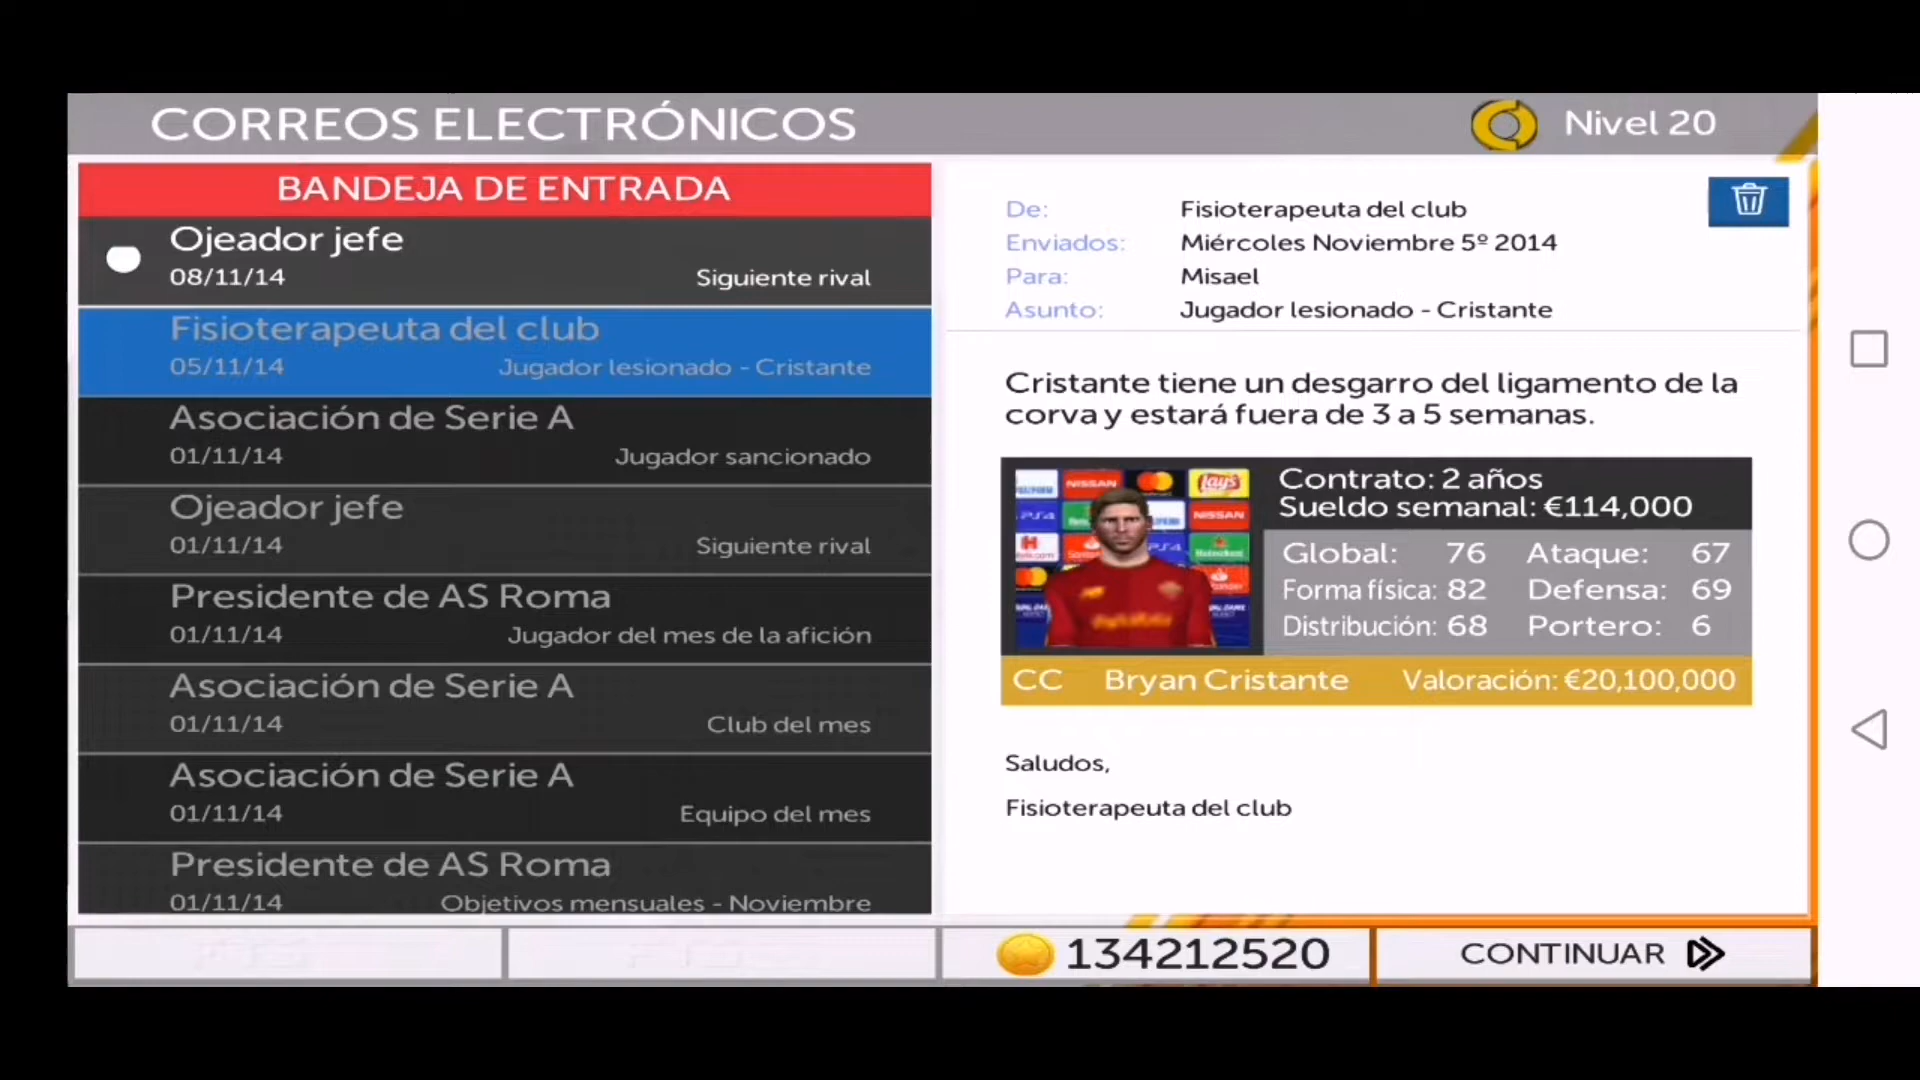 CORREOS ELECTRÓNICOS
Nivel 20
BANDEJA DE ENTRADA
Ojeador jefe
08/11/14 Siguiente rival
Fisioterapeuta del club
05/11/14 Jugador lesionado - Cristante
Asociación de Serie A
01/11/14 Jugador sancionado
Ojeador jefe
01/11/14 Siguiente rival
Presidente de AS Roma
01/11/14 Jugador del mes de la afición
Asociación de Serie A
01/11/14 Club del mes
Asociación de Serie A
01/11/14 Equipo del mes
Presidente de AS Roma
01/11/14 Objetivos mensuales - Noviembre
De: Fisioterapeuta del club
Enviados: Miércoles Noviembre 5º 2014
Para: Misael
Asunto: Jugador lesionado - Cristante
Cristante tiene un desgarro del ligamento de la
corva y estará fuera de 3 a 5 semanas.
NISSAN
Lays
PS4
NISSAN
PS4
Heineken
Contrato: 2 años
Sueldo semanal: €114,000
Global: 76 Ataque: 67
Forma física: 82 Defensa: 69
Distribución: 68 Portero: 6
CC Bryan Cristante Valoración: €20,100,000
Saludos,
Fisioterapeuta del club
134212520
CONTINUAR